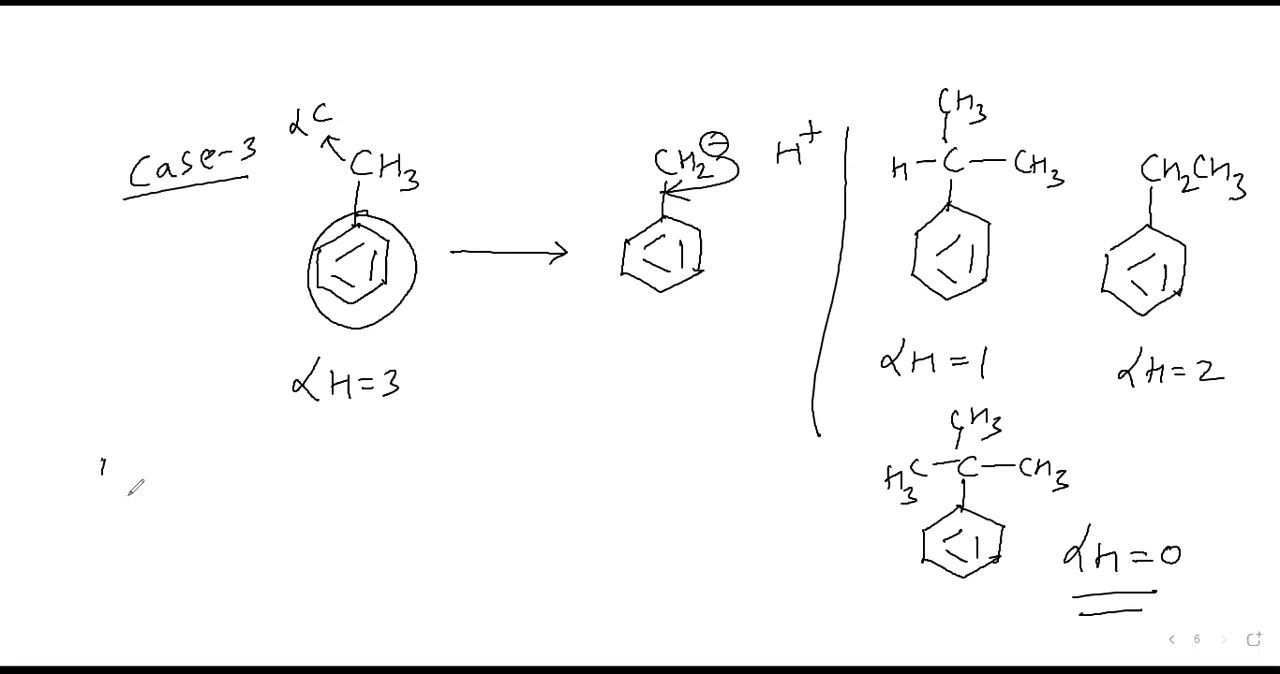 Case-3
αC
CH3
αH=3
CH2⊖
H+
CH3
H-C-CH3
αH=1
CH2CH3
αH=2
CH3
H3C-C-CH3
αH=0
6